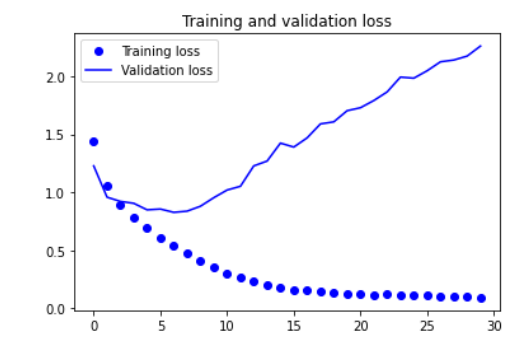 Training and validation loss
Training loss
Validation loss
2.0
1.5
1.0
0.5
0.0
0 5 10 15 20 25 30